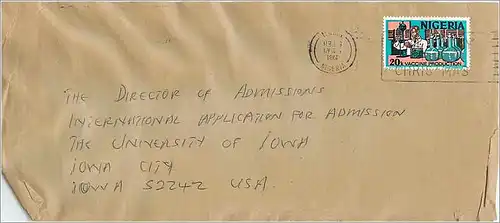 NIGERIA
20k VACCINE PRODUCTION
NIGERIA
CHRISTMAS
THE DIRECTOR OF ADMISSIONS
INTERNATIONAL APPLICATION FOR ADMISSION
THE UNIVERSITY OF IOWA
IOWA CITY
IOWA 52242 USA.